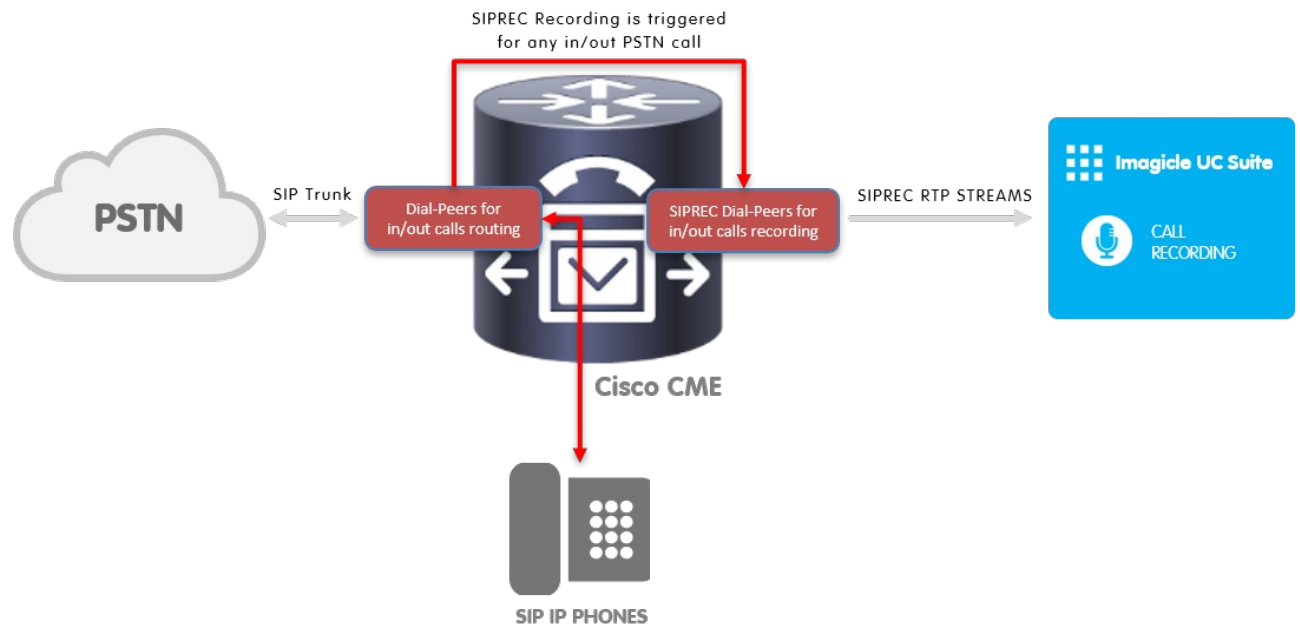 SIPREC Recording is triggered
for any in/out PSTN call
PSTN
SIP Trunk
Dial-Peers for
in/out calls routing
SIPREC Dial-Peers for
in/out calls recording
SIPREC RTP STREAMS
Imagicle UC Suite
CALL
RECORDING
Cisco CME
SIP IP PHONES